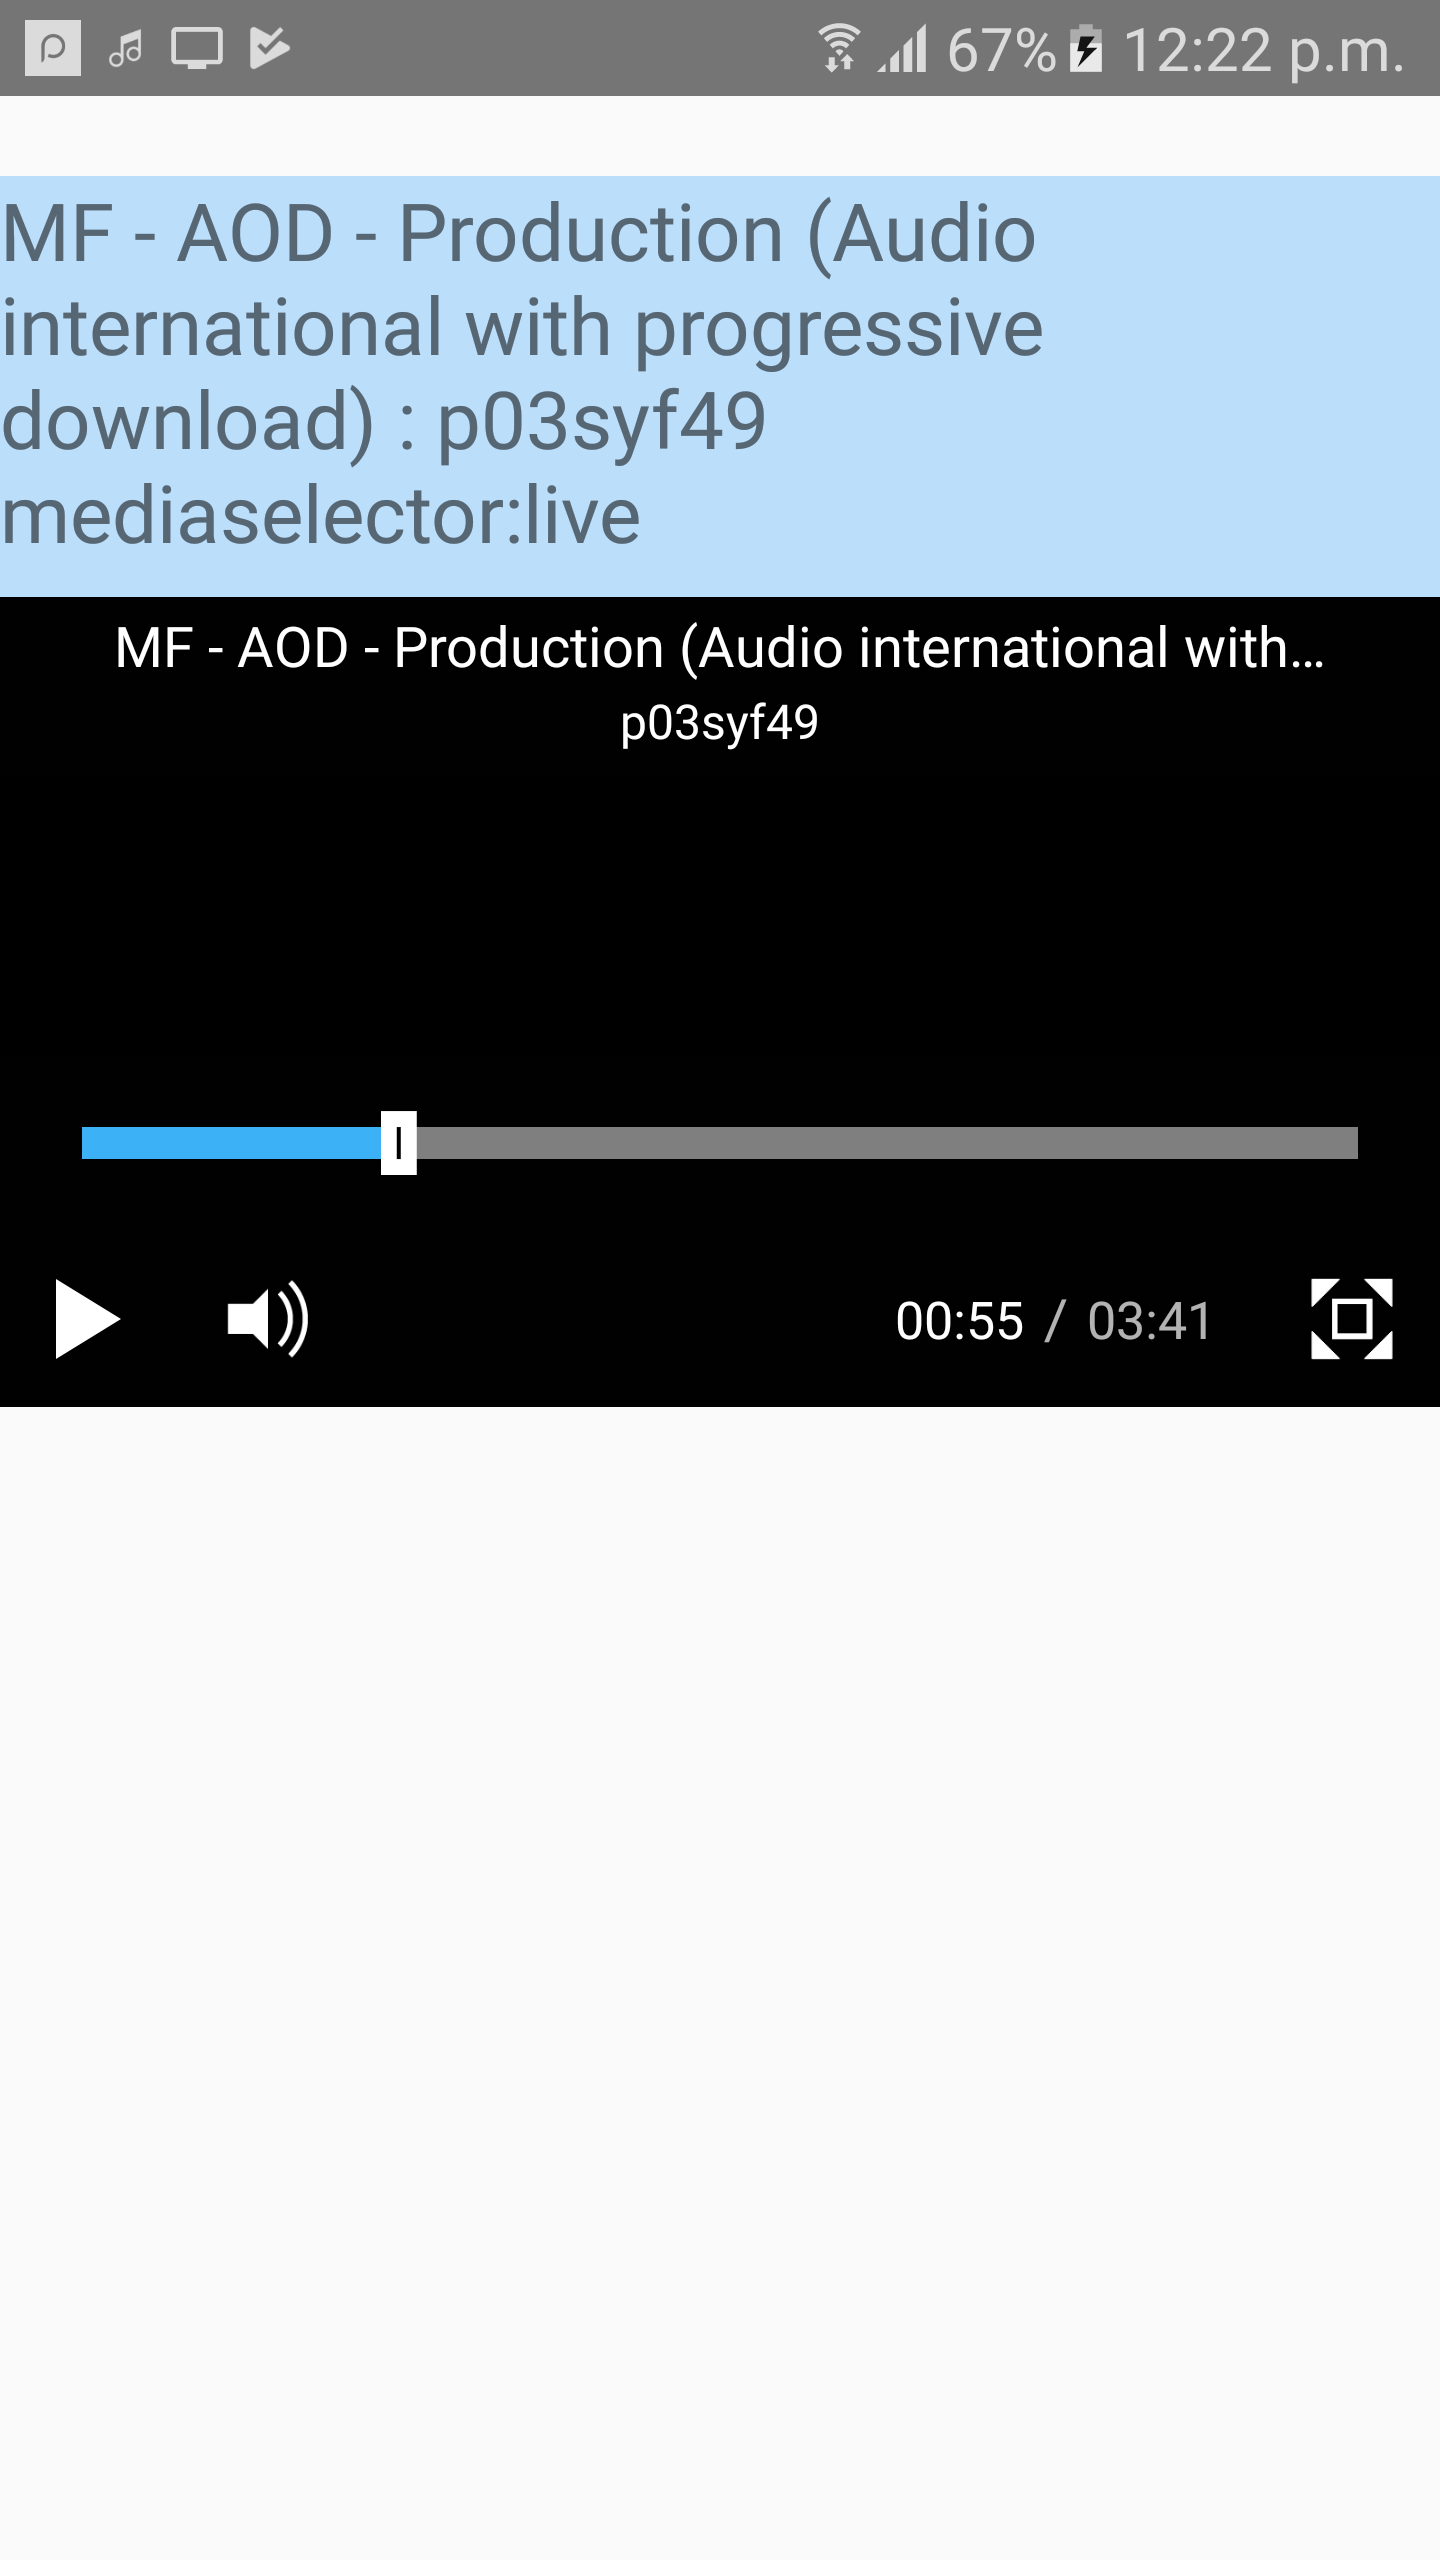 67% 12:22 p.m.
MF - AOD - Production (Audio
international with progressive
download) : p03syf49
mediaselector:live
MF - AOD - Production (Audio international with…
p03syf49
00:55 / 03:41